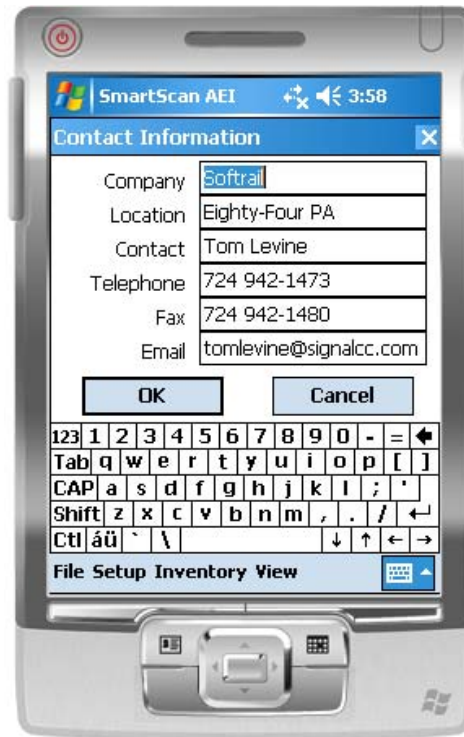 SmartScan AEI 3:58
Contact Information
Company Softrail
Location Eighty-Four PA
Contact Tom Levine
Telephone 724 942-1473
Fax 724 942-1480
Email tomlevine@signalcc.com
OK Cancel
123 1 2 3 4 5 6 7 8 9 0 - =
Tab q w e r t y u i o p [ ]
CAP a s d f g h j k l ; '
Shift z x c v b n m , . /
Ctl áü ` \
File Setup Inventory View